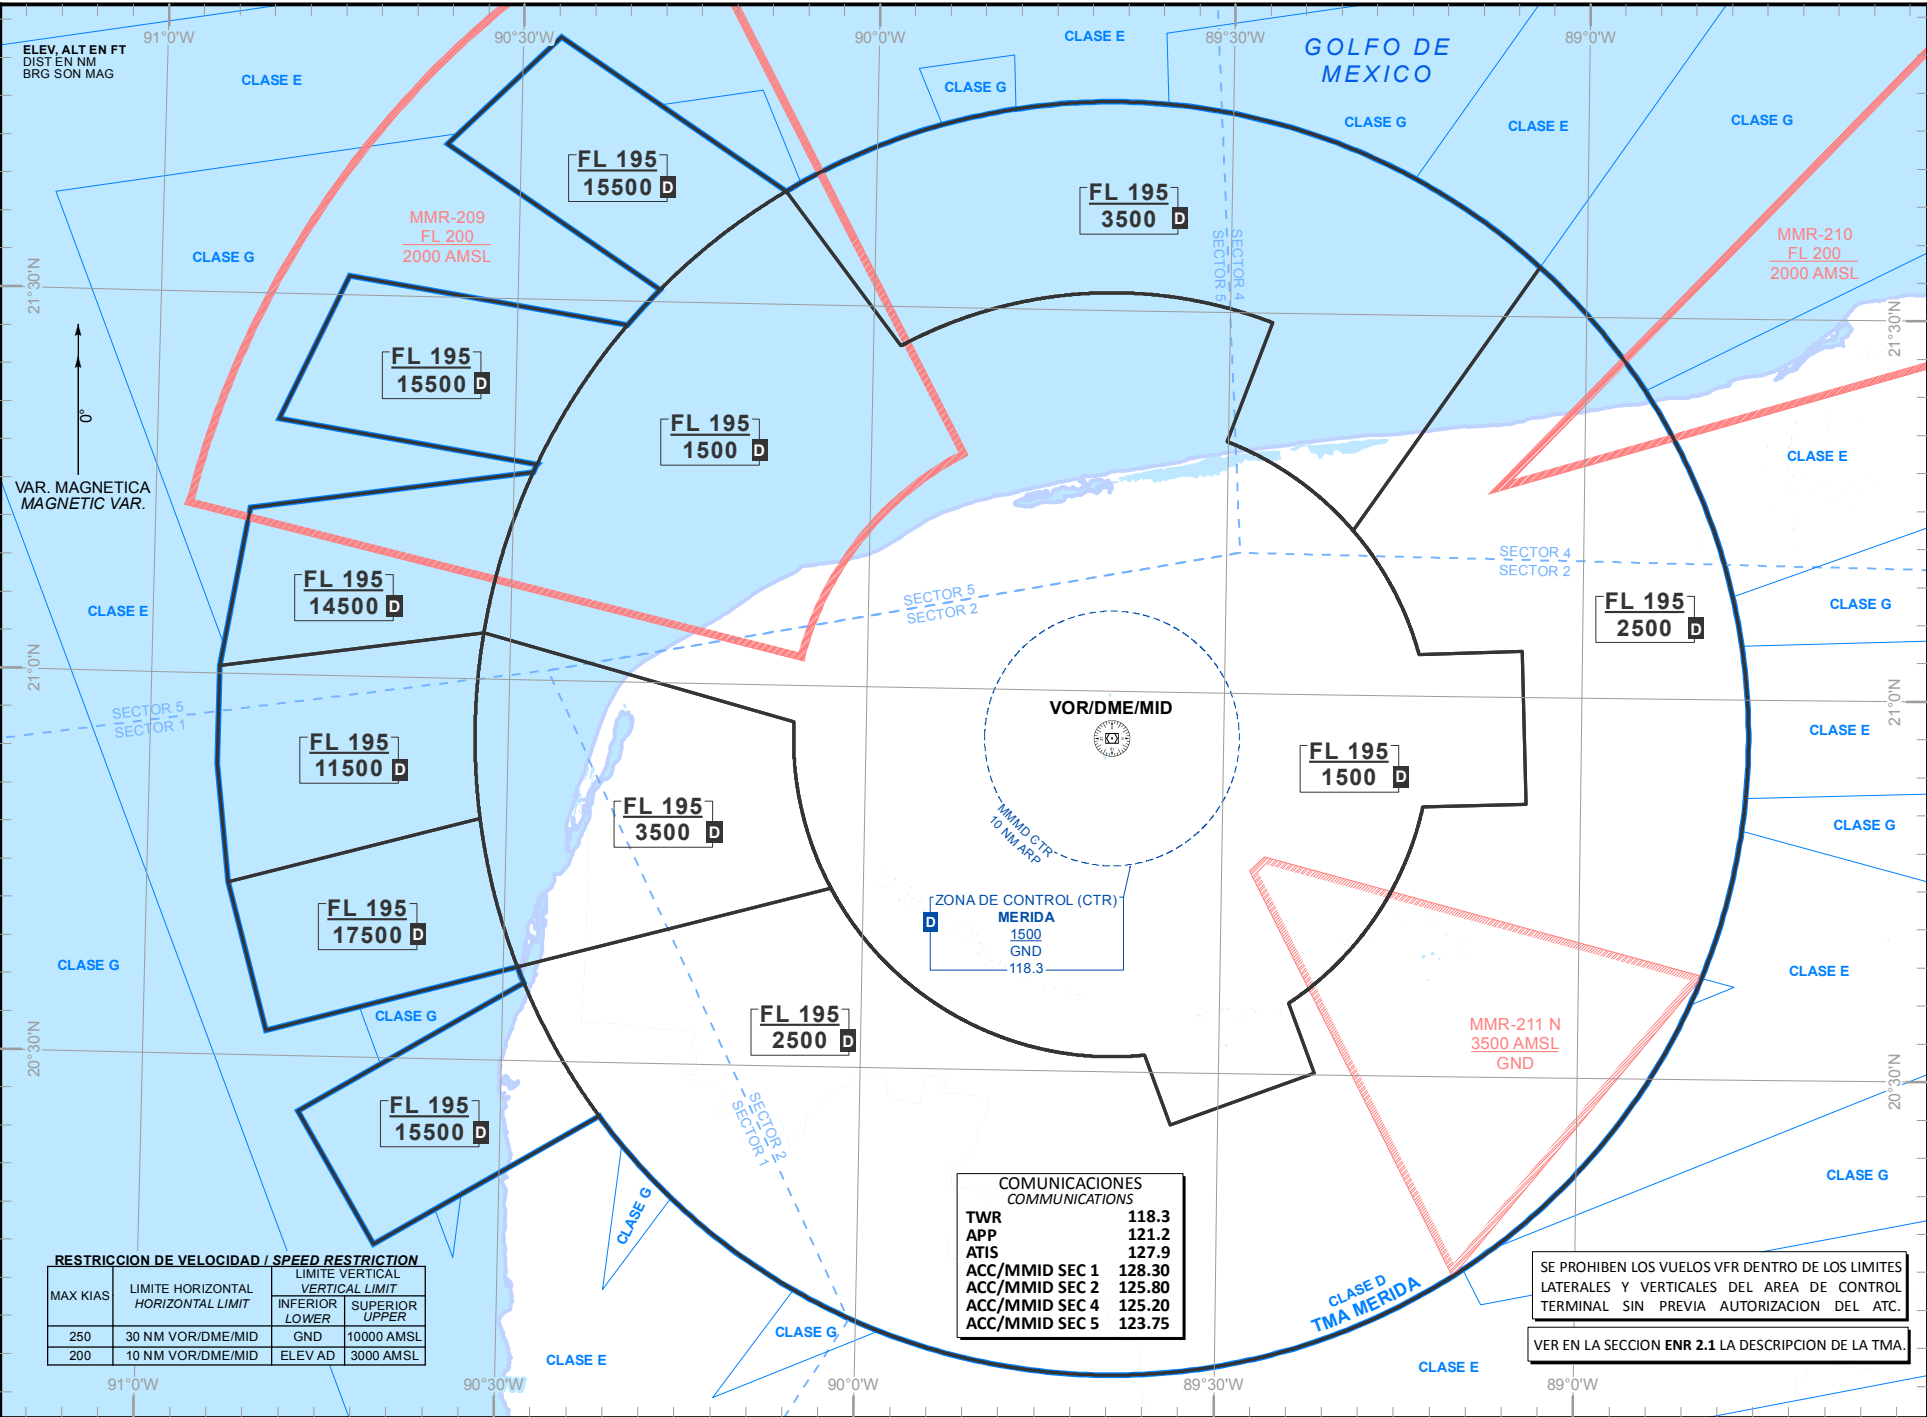 91°0'W
90°30'W
90°0'W
89°30'W
89°0'W
ELEV, ALT EN FT
DIST EN NM
BRG SON MAG
CLASE E
CLASE E
GOLFO DE
MEXICO
CLASE G
CLASE G
CLASE E
CLASE G
FL 195
15500 D
FL 195
3500 D
MMR-209
FL 200
2000 AMSL
CLASE G
SECTOR 4
SECTOR 5
MMR-210
FL 200
2000 AMSL
21°30'N
21°30'N
FL 195
15500 D
0°
FL 195
1500 D
CLASE E
VAR. MAGNETICA
MAGNETIC VAR.
SECTOR 4
SECTOR 2
FL 195
14500 D
CLASE E
SECTOR 5
SECTOR 2
FL 195
2500 D
CLASE G
21°0'N
21°0'N
SECTOR 5
SECTOR 1
VOR/DME/MID
CLASE E
FL 195
11500 D
FL 195
1500 D
FL 195
3500 D
MMMD CTR
10 NM ARP
CLASE G
FL 195
17500 D
ZONA DE CONTROL (CTR)
D MERIDA
1500
GND
118.3
CLASE G
CLASE E
CLASE G
FL 195
2500 D
MMR-211 N
3500 AMSL
GND
20°30'N
20°30'N
FL 195
15500 D
SECTOR 2
SECTOR 1
CLASE G
CLASE G
COMUNICACIONES
COMMUNICATIONS
TWR 118.3
APP 121.2
ATIS 127.9
ACC/MMID SEC 1 128.30
ACC/MMID SEC 2 125.80
ACC/MMID SEC 4 125.20
ACC/MMID SEC 5 123.75
RESTRICCION DE VELOCIDAD / SPEED RESTRICTION
MAX KIAS
LIMITE HORIZONTAL
HORIZONTAL LIMIT
LIMITE VERTICAL
VERTICAL LIMIT
INFERIOR
LOWER
SUPERIOR
UPPER
250 30 NM VOR/DME/MID GND 10000 AMSL
200 10 NM VOR/DME/MID ELEV AD 3000 AMSL
CLASE D
TMA MERIDA
SE PROHIBEN LOS VUELOS VFR DENTRO DE LOS LIMITES
LATERALES Y VERTICALES DEL AREA DE CONTROL
TERMINAL SIN PREVIA AUTORIZACION DEL ATC.
VER EN LA SECCION ENR 2.1 LA DESCRIPCION DE LA TMA.
CLASE G
CLASE E
CLASE E
91°0'W
90°30'W
90°0'W
89°30'W
89°0'W